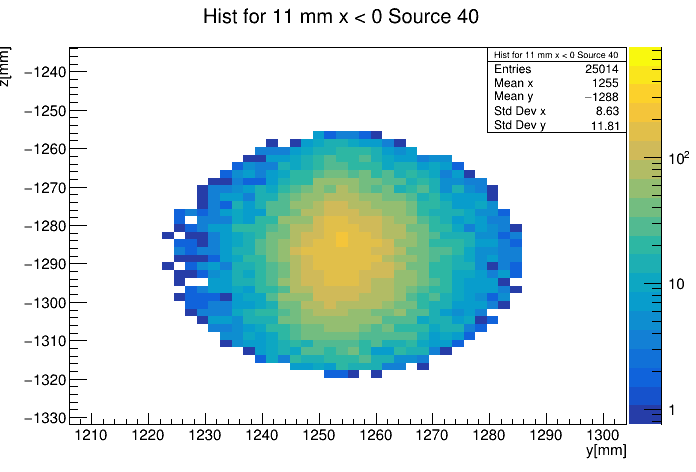 Hist for 11 mm x < 0 Source 40
z[mm]
Hist for 11 mm x < 0 Source 40
Entries 25014
Mean x 1255
Mean y −1288
Std Dev x 8.63
Std Dev y 11.81
−1240
−1250
−1260
−1270
−1280
−1290
−1300
−1310
−1320
−1330
10²
10
1
1210 1220 1230 1240 1250 1260 1270 1280 1290 1300
y[mm]